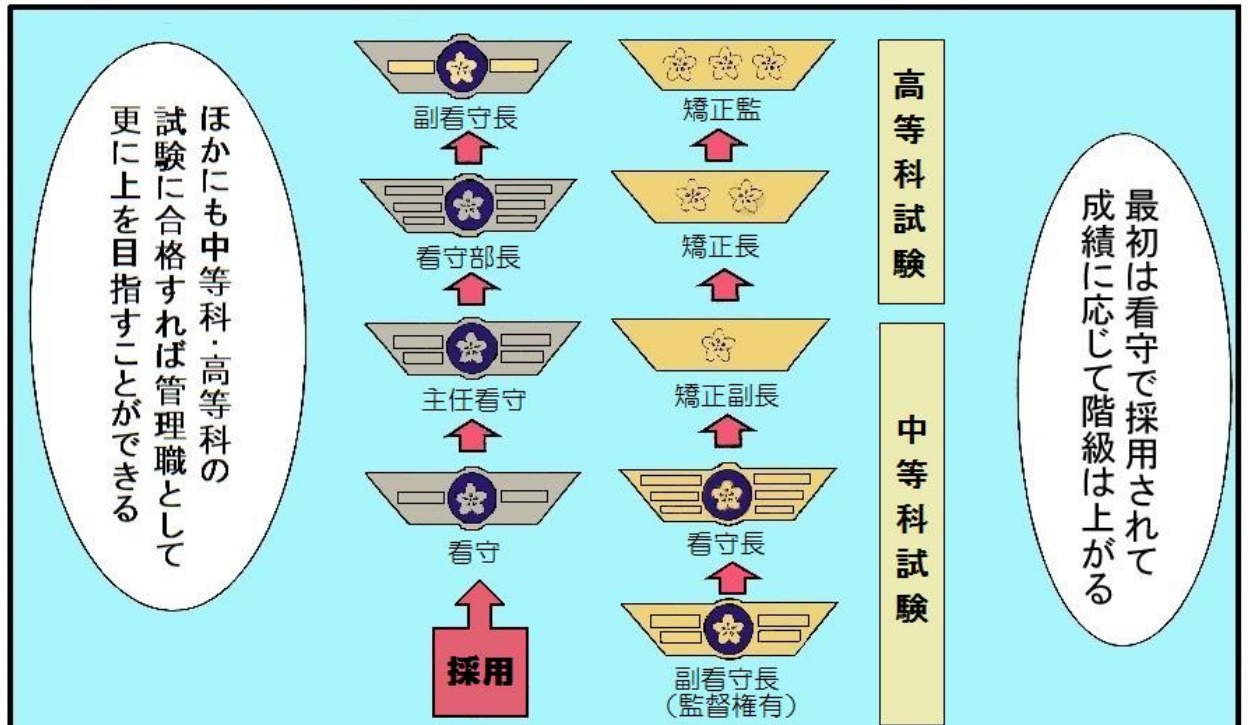 最初は看守で採用されて
成績に応じて階級は上がる
高等科試験
中等科試験
矯正監
矯正長
矯正副長
看守長
副看守長
(監督権有)
副看守長
看守部長
主任看守
看守
採用
ほかにも中等科・高等科の
試験に合格すれば管理職として
更に上を目指すことができる